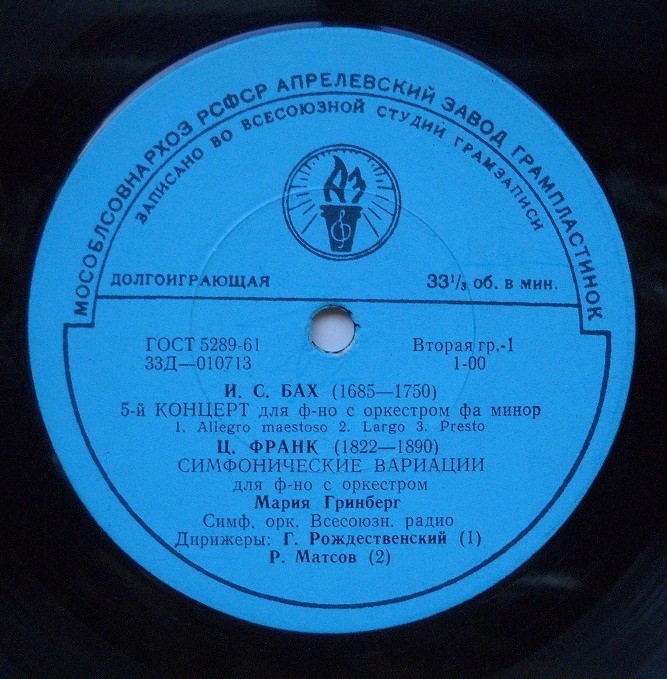 МОСОБЛСОВНАРХОЗ РСФСР АПРЕЛЕВСКИЙ ЗАВОД ГРАМПЛАСТИНОК
ЗАПИСАНО ВО ВСЕСОЮЗНОЙ СТУДИИ ГРАМЗАПИСИ
АЗ
ДОЛГОИГРАЮЩАЯ 33⅓ об. в мин.
ГОСТ 5289-61 Вторая гр.-1
33Д—010713 1-00
И. С. БАХ (1685—1750)
5-й КОНЦЕРТ для ф-но с оркестром фа минор
1. Allegro maestoso 2. Largo 3. Presto
Ц. ФРАНК (1822—1890)
СИМФОНИЧЕСКИЕ ВАРИАЦИИ
для ф-но с оркестром
Мария Гринберг
Симф. орк. Всесоюзн. радио
Дирижеры: Г. Рождественский (1)
Р. Матсов (2)